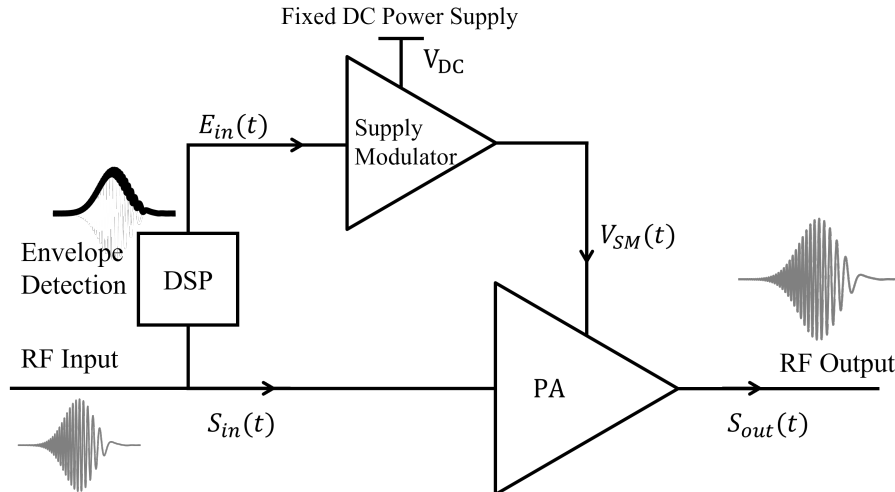 Fixed DC Power Supply
V_DC
E_in(t)
Supply
Modulator
V_SM(t)
Envelope
Detection
DSP
RF Input
PA
RF Output
S_in(t)
S_out(t)